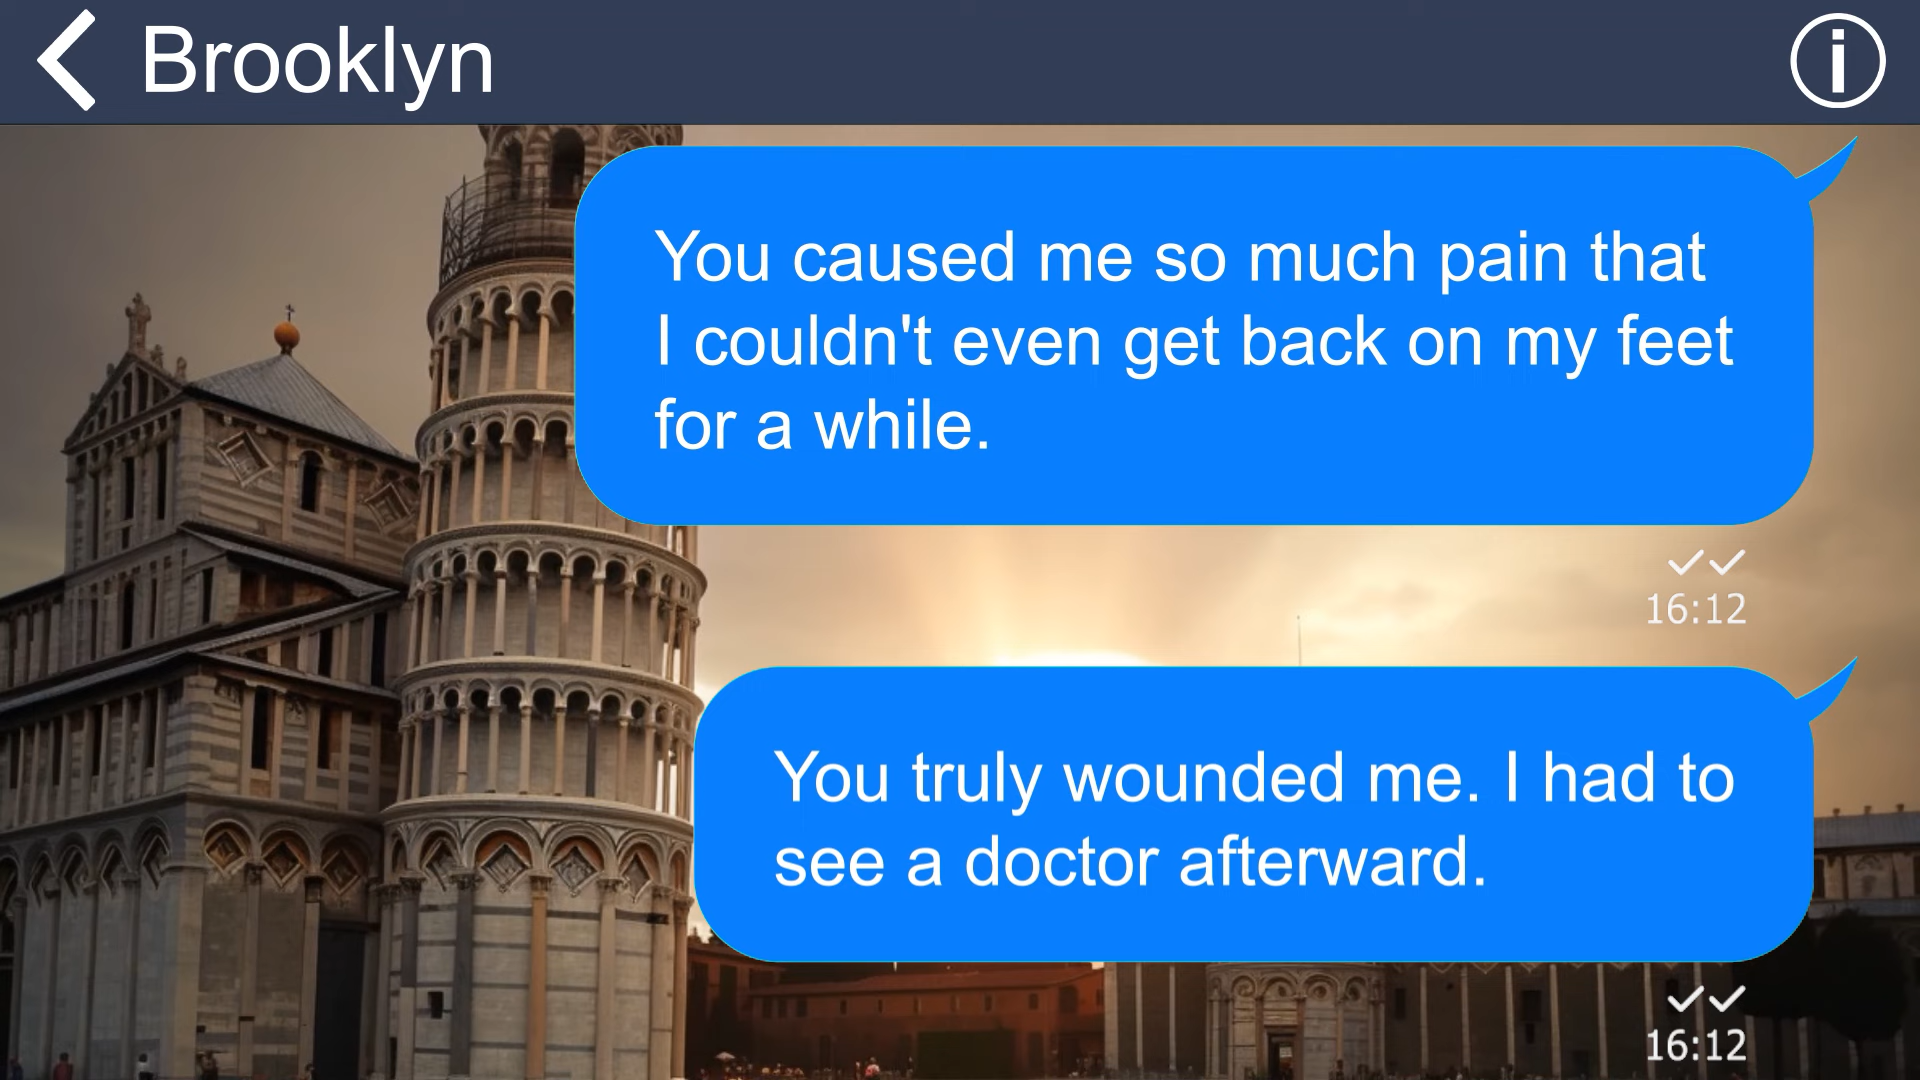 Brooklyn
You caused me so much pain that
I couldn't even get back on my feet
for a while.
16:12
You truly wounded me. I had to
see a doctor afterward.
16:12